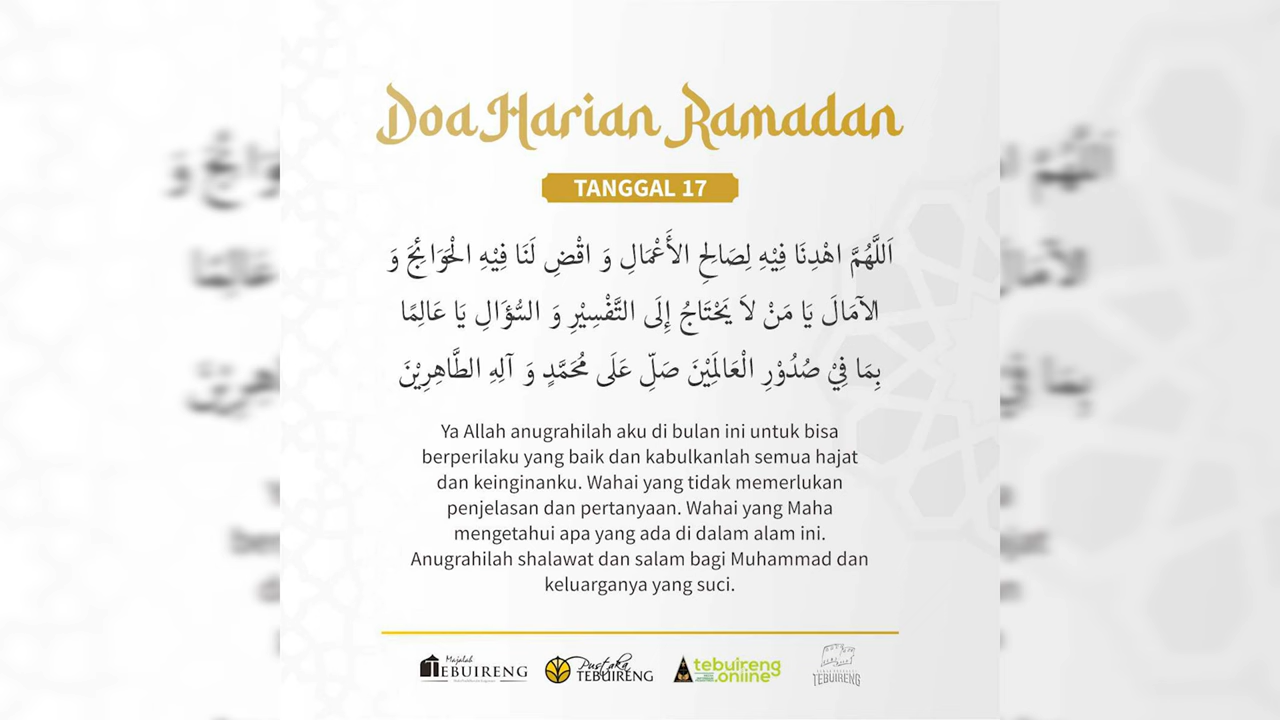 Doa Harian Ramadan
TANGGAL 17
اَللَّهُمَّ اهْدِنَا فِيْهِ لِصَالِحِ الأَعْمَالِ وَ اقْضِ لَنَا فِيْهِ الْحَوَائِجَ وَ
الآمَالَ يَا مَنْ لاَ يَحْتَاجُ إِلَى التَّفْسِيْرِ وَ السُّؤَالِ يَا عَالِمًا
بِمَا فِيْ صُدُوْرِ الْعَالَمِيْنَ صَلِّ عَلَى مُحَمَّدٍ وَ آلِهِ الطَّاهِرِيْنَ
Ya Allah anugrahilah aku di bulan ini untuk bisa
berperilaku yang baik dan kabulkanlah semua hajat
dan keinginanku. Wahai yang tidak memerlukan
penjelasan dan pertanyaan. Wahai yang Maha
mengetahui apa yang ada di dalam alam ini.
Anugrahilah shalawat dan salam bagi Muhammad dan
keluarganya yang suci.
Majalah
TEBUIRENG
Pustaka
TEBUIRENG
tebuireng
.online
TEBUIRENG